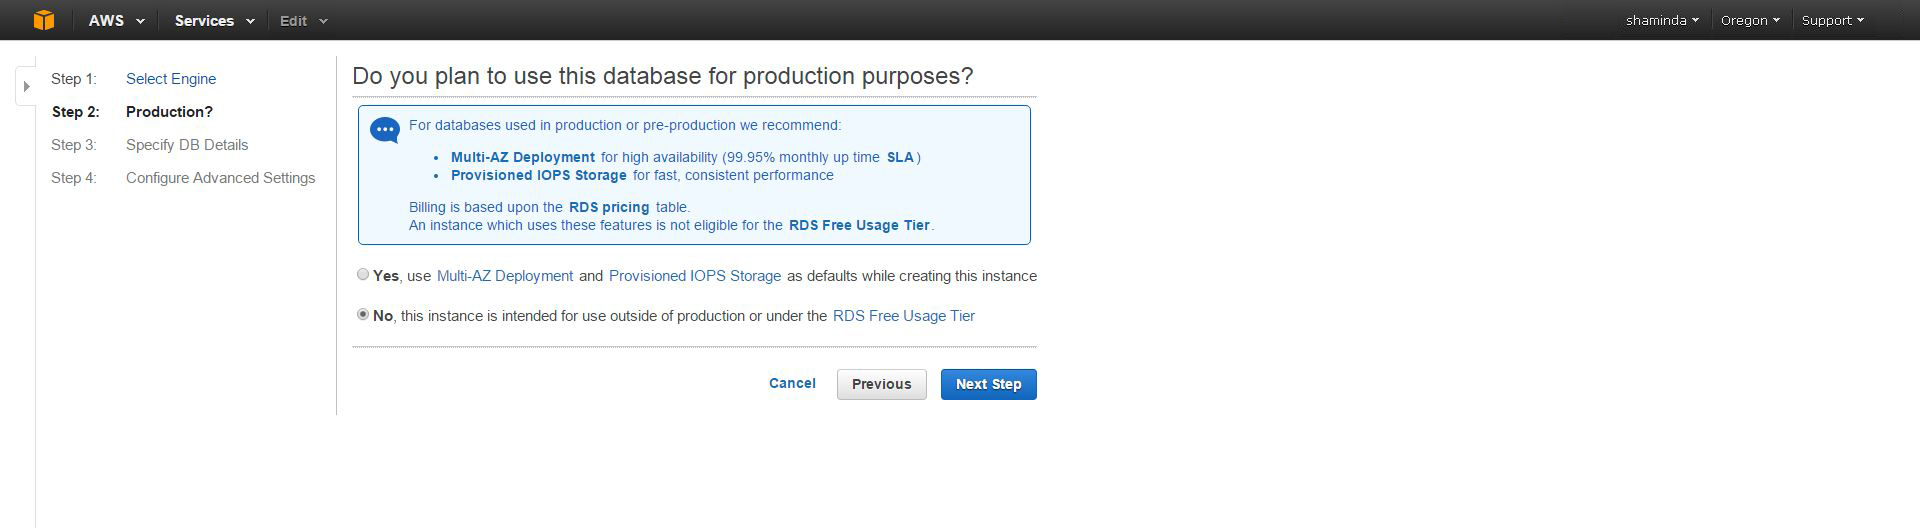 AWS Services Edit shaminda Oregon Support
Step 1: Select Engine
Step 2: Production?
Step 3: Specify DB Details
Step 4: Configure Advanced Settings
Do you plan to use this database for production purposes?
For databases used in production or pre-production we recommend:
• Multi-AZ Deployment for high availability (99.95% monthly up time SLA)
• Provisioned IOPS Storage for fast, consistent performance
Billing is based upon the RDS pricing table.
An instance which uses these features is not eligible for the RDS Free Usage Tier.
Yes, use Multi-AZ Deployment and Provisioned IOPS Storage as defaults while creating this instance
No, this instance is intended for use outside of production or under the RDS Free Usage Tier
Cancel Previous Next Step